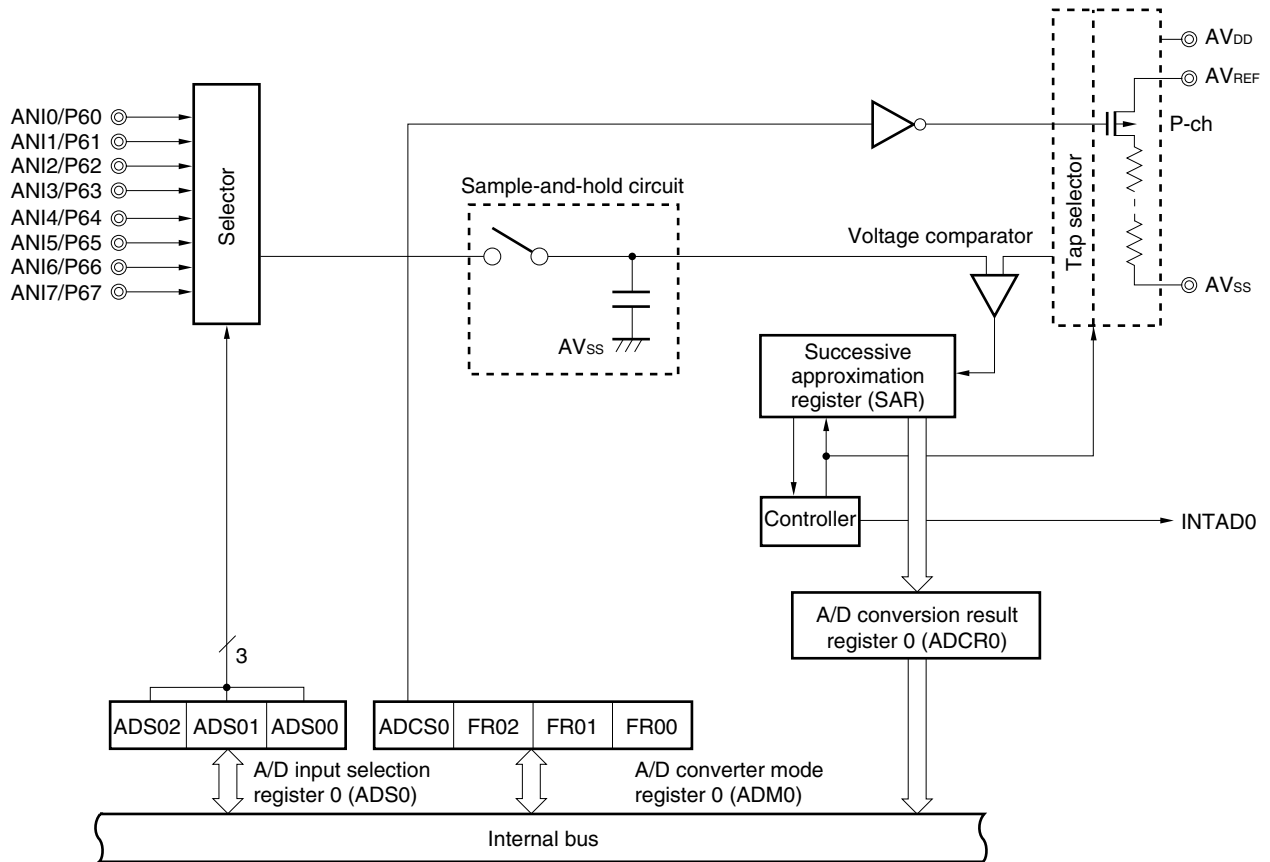 AVDD
AVREF
P-ch
AVSS
Tap selector
ANI0/P60
ANI1/P61
ANI2/P62
ANI3/P63
ANI4/P64
ANI5/P65
ANI6/P66
ANI7/P67
Selector
Sample-and-hold circuit
AVSS
Voltage comparator
Successive
approximation
register (SAR)
Controller
INTAD0
A/D conversion result
register 0 (ADCR0)
3
ADS02 ADS01 ADS00
ADCS0 FR02 FR01 FR00
A/D input selection
register 0 (ADS0)
A/D converter mode
register 0 (ADM0)
Internal bus